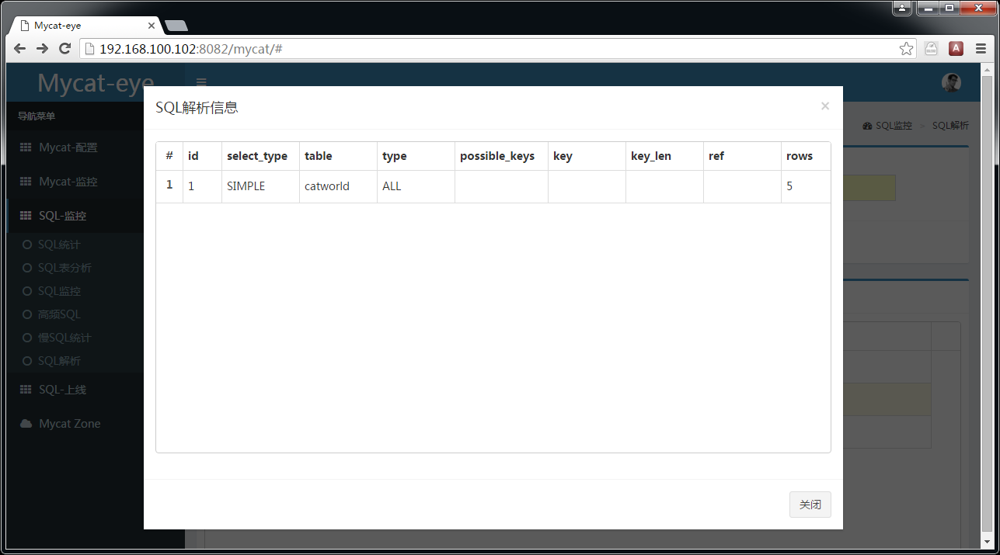 Mycat-eye
192.168.100.102:8082/mycat/#
Mycat-eye
导航菜单
Mycat-配置
Mycat-监控
SQL-监控
SQL统计
SQL表分析
SQL监控
高频SQL
慢SQL统计
SQL解析
SQL-上线
Mycat Zone
SQL监控 > SQL解析
SQL解析信息 ×
# id select_type table type possible_keys key key_len ref rows
1 1 SIMPLE catworld ALL 5
关闭